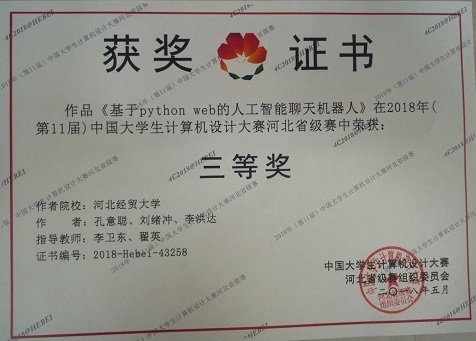 获奖 证书
作品《基于python web的人工智能聊天机器人》在2018年(
第11届)中国大学生计算机设计大赛河北省级赛中荣获：
三等奖
作者院校：河北经贸大学
作 者：孔意聪、刘绪冲、李洪达
指导教师：李卫东、翟英
证书编号：2018-Hebei-43258
中国大学生计算机设计大赛
河北省级赛组织委员会
二〇一八年五月
4C2018@HEBEI
2018年（第11届）中国大学生计算机设计大赛河北省级赛